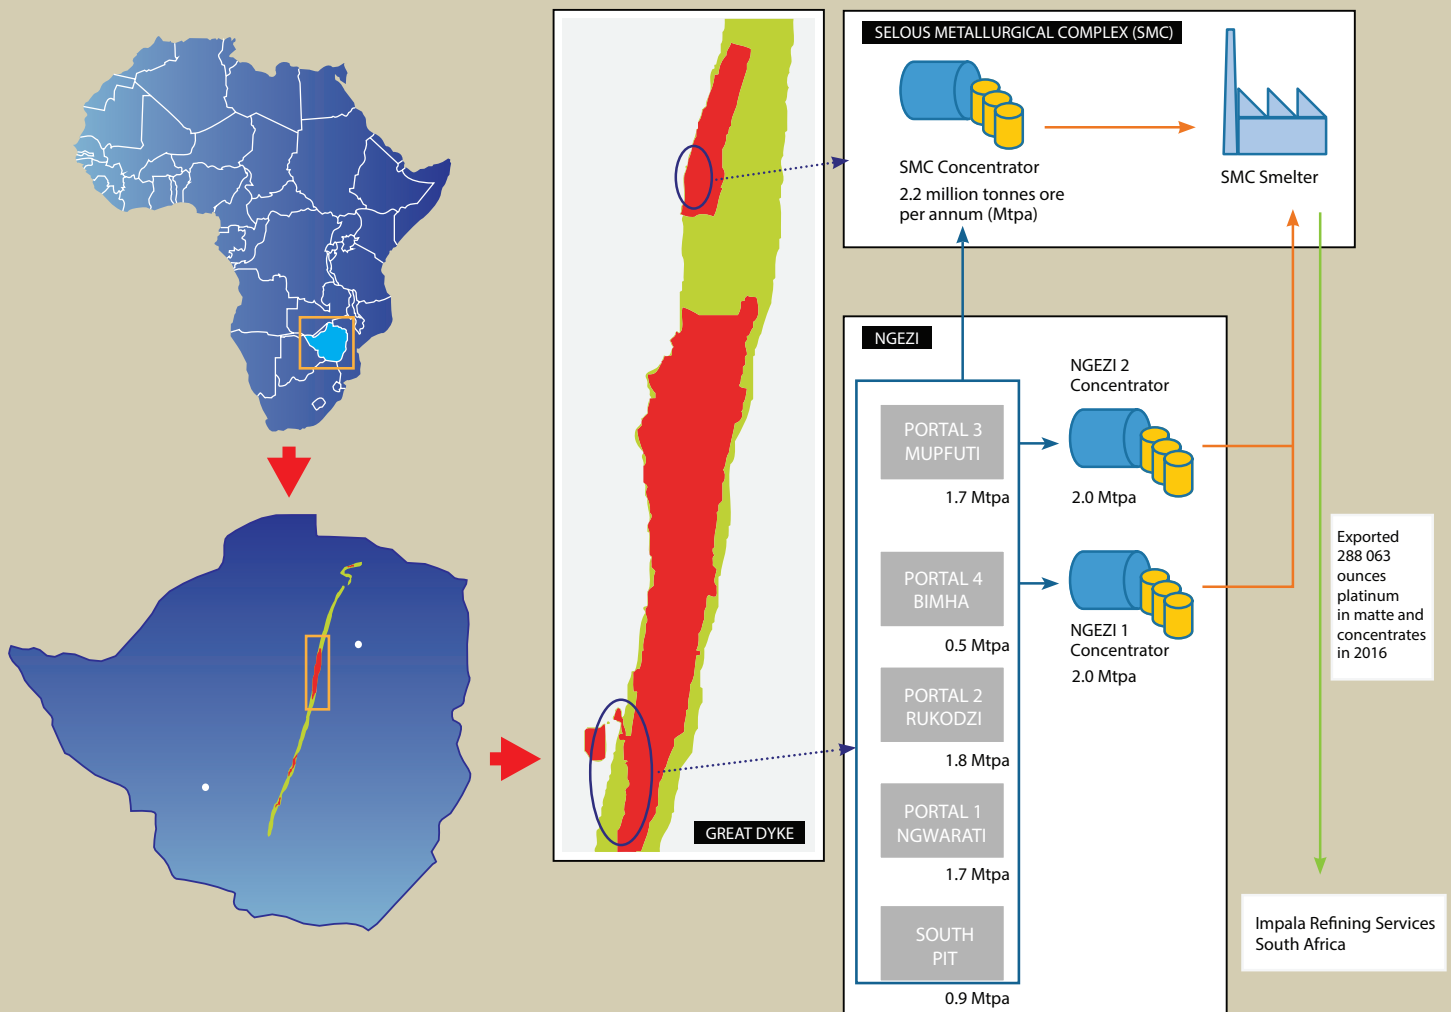 SELOUS METALLURGICAL COMPLEX (SMC)
SMC Concentrator
2.2 million tonnes ore
per annum (Mtpa)
SMC Smelter
GREAT DYKE
NGEZI
PORTAL 3
MUPFUTI
1.7 Mtpa
PORTAL 4
BIMHA
0.5 Mtpa
PORTAL 2
RUKODZI
1.8 Mtpa
PORTAL 1
NGWARATI
1.7 Mtpa
SOUTH
PIT
0.9 Mtpa
NGEZI 2
Concentrator
2.0 Mtpa
NGEZI 1
Concentrator
2.0 Mtpa
Exported
288 063
ounces
platinum
in matte and
concentrates
in 2016
Impala Refining Services
South Africa